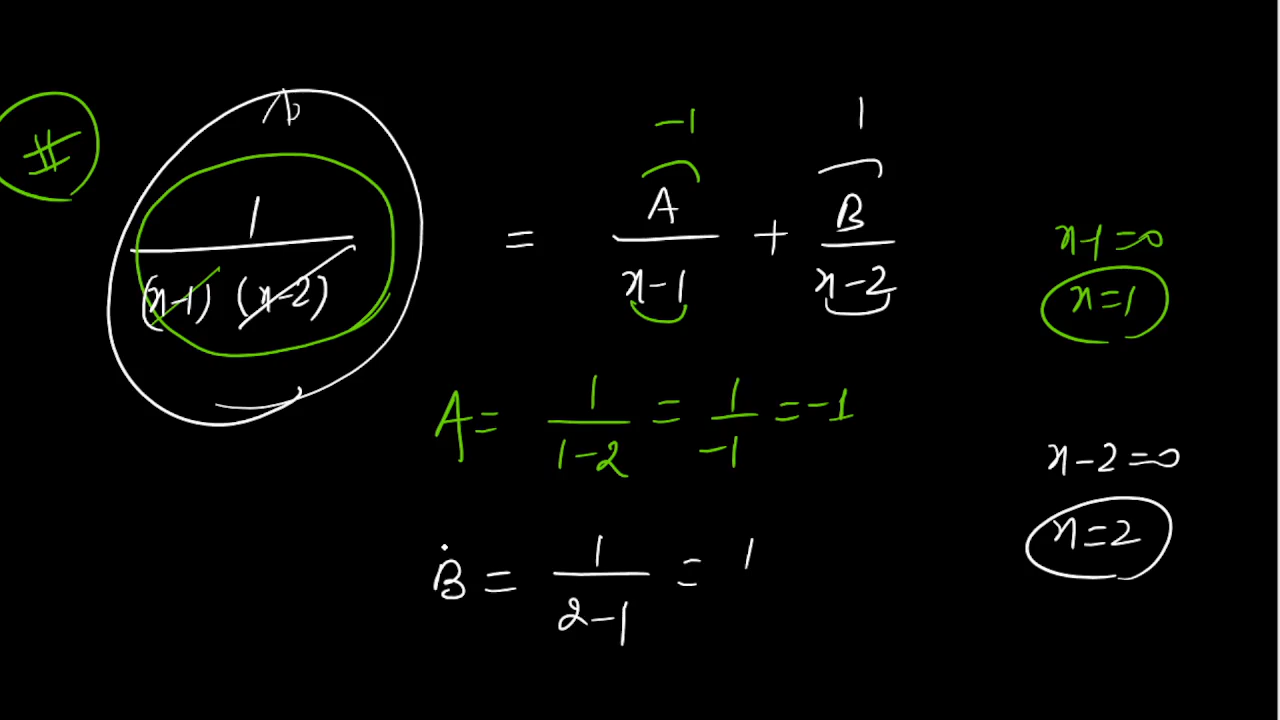 #
1/((x-1)(x-2)) = A/(x-1) + B/(x-2)
-1
1
x-1=0
x=1
A = 1/(1-2) = 1/-1 = -1
x-2=0
x=2
B = 1/(2-1) = 1